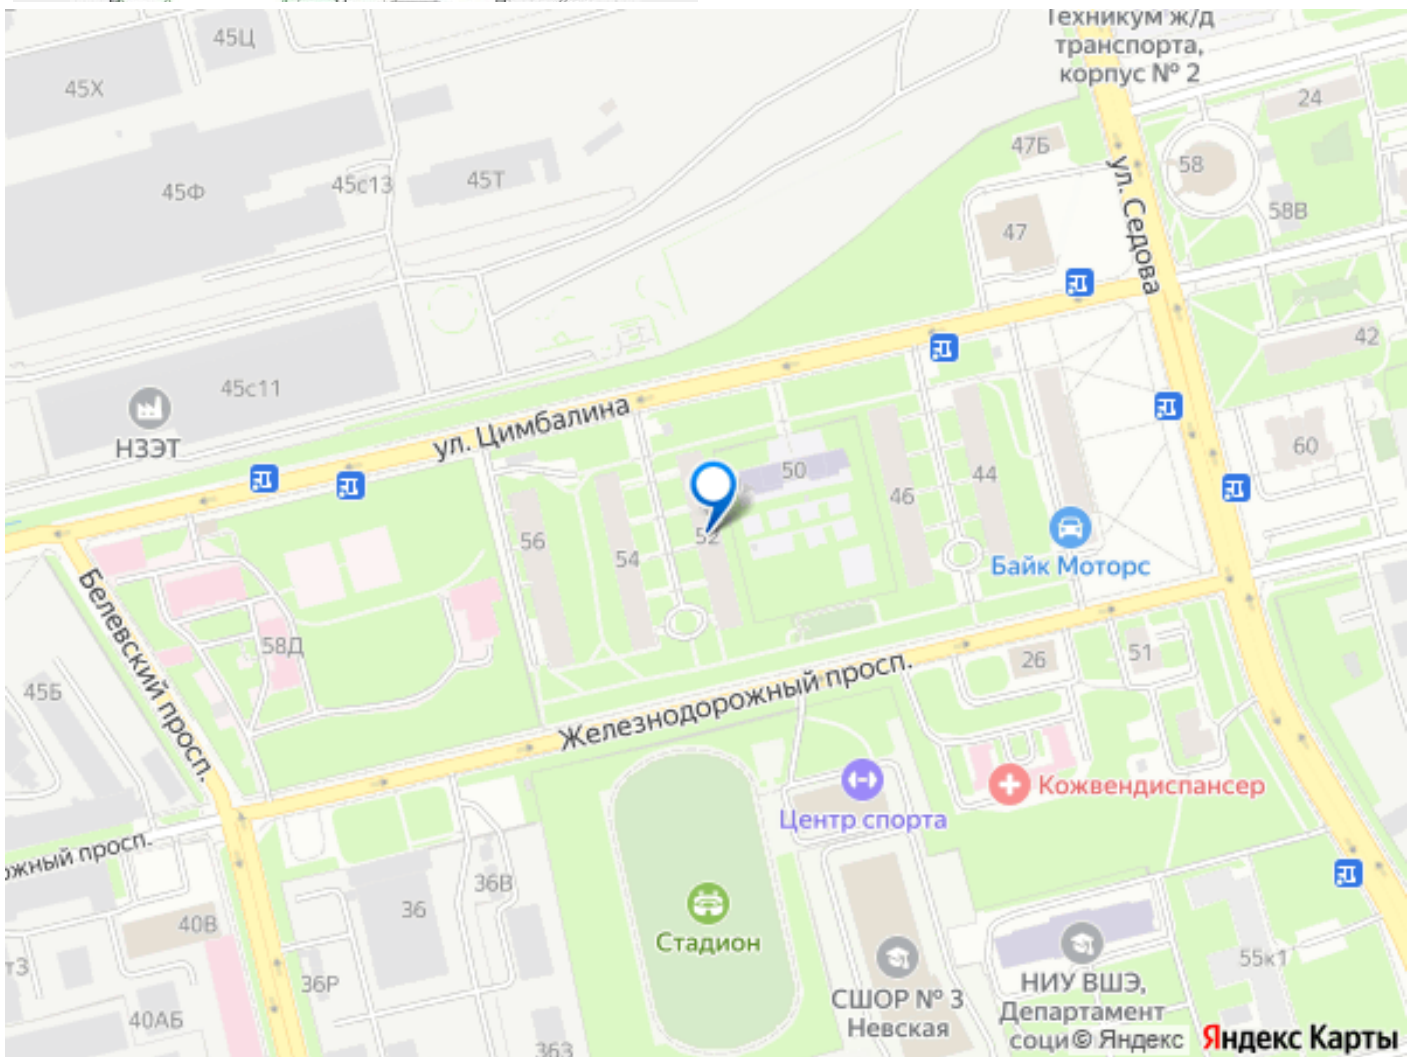 Техникум ж/д
транспорта,
корпус № 2
45Ц
45Х
24
47Б
58
45Ф
45с13
45Т
ул. Седова
58В
47
42
45с11
НЗЭТ
ул. Цимбалина
60
50
46
44
56
54
52
Байк Моторс
Белевский просп.
58Д
45Б
26
51
Железнодорожный просп.
Кожвендиспансер
Центр спорта
ожный просп.
36В
36
40В
Стадион
55к1
36Р
СШОР № 3
Невская
НИУ ВШЭ,
Департамент
соци
40АБ
363
© Яндекс
Яндекс Карты